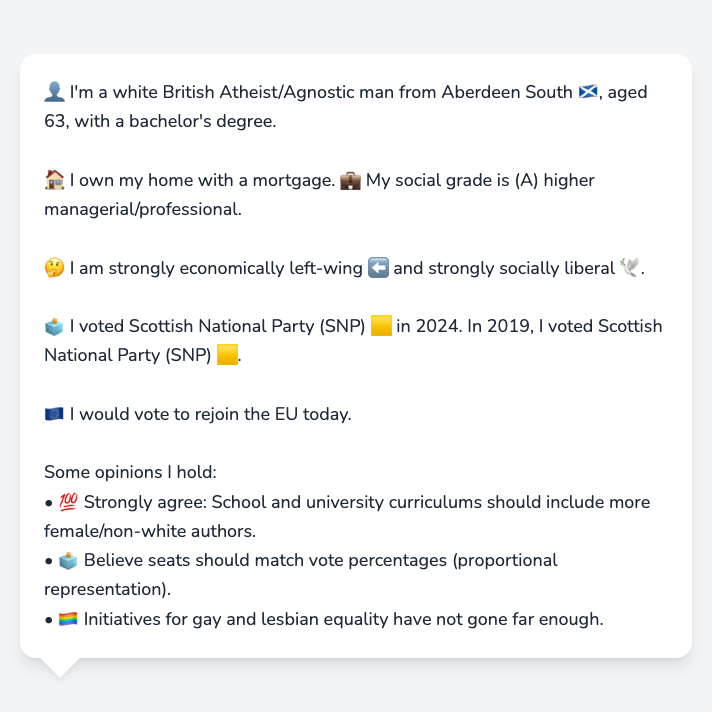 👤 I'm a white British Atheist/Agnostic man from Aberdeen South 🏴󠁧󠁢󠁳󠁣󠁴󠁿, aged
63, with a bachelor's degree.
🏠 I own my home with a mortgage. 💼 My social grade is (A) higher
managerial/professional.
🤔 I am strongly economically left-wing ⬅️ and strongly socially liberal 🕊️.
🗳️ I voted Scottish National Party (SNP) 🟨 in 2024. In 2019, I voted Scottish
National Party (SNP) 🟨.
🇪🇺 I would vote to rejoin the EU today.
Some opinions I hold:
• 💯 Strongly agree: School and university curriculums should include more
female/non-white authors.
• 🗳️ Believe seats should match vote percentages (proportional
representation).
• 🏳️‍🌈 Initiatives for gay and lesbian equality have not gone far enough.